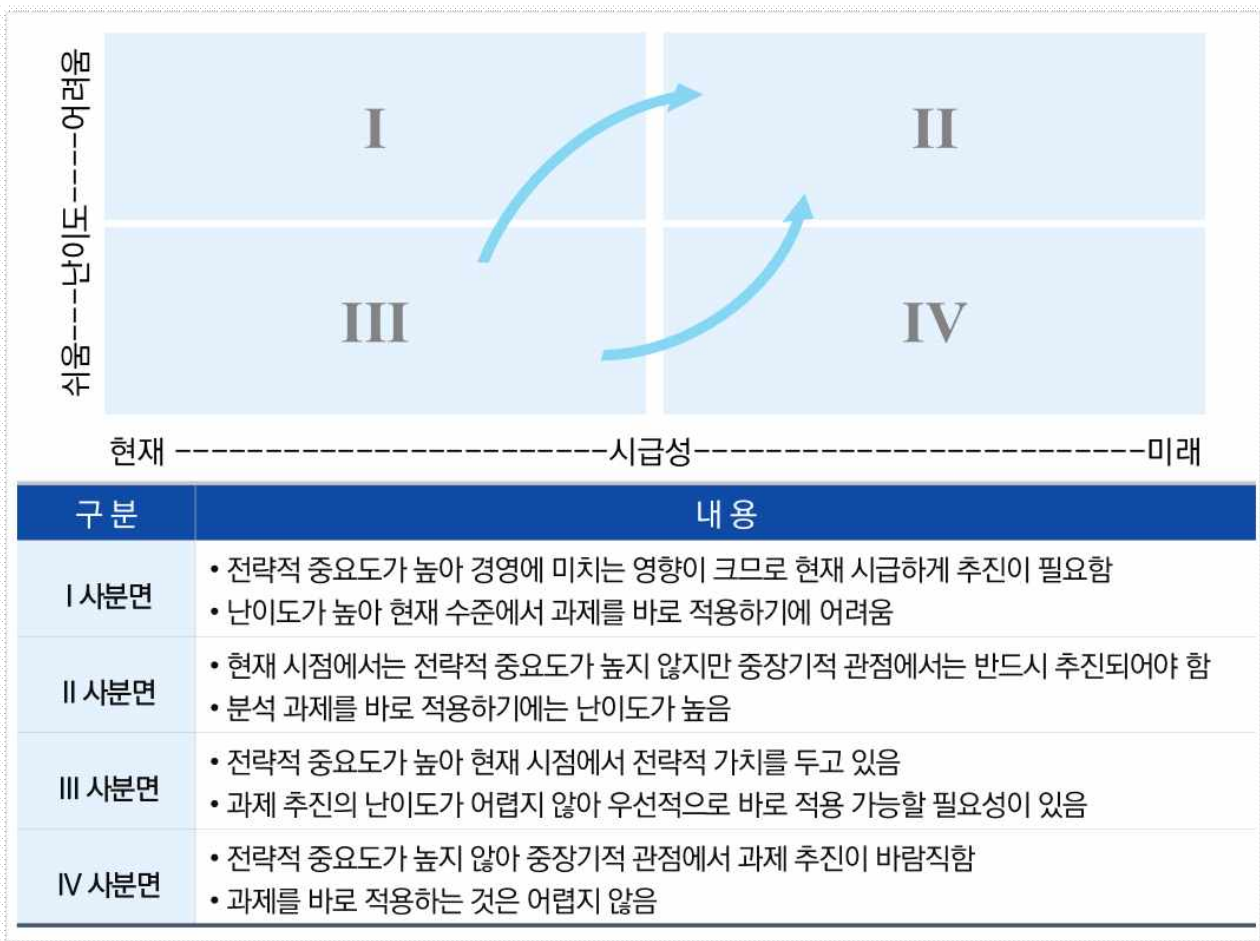 쉬움---난이도-----어려움
I
II
III
IV
현재 ------------------------시급성-------------------------미래
구 분
내 용
I 사분면
• 전략적 중요도가 높아 경영에 미치는 영향이 크므로 현재 시급하게 추진이 필요함
• 난이도가 높아 현재 수준에서 과제를 바로 적용하기에 어려움
II 사분면
• 현재 시점에서는 전략적 중요도가 높지 않지만 중장기적 관점에서는 반드시 추진되어야 함
• 분석 과제를 바로 적용하기에는 난이도가 높음
III 사분면
• 전략적 중요도가 높아 현재 시점에서 전략적 가치를 두고 있음
• 과제 추진의 난이도가 어렵지 않아 우선적으로 바로 적용 가능할 필요성이 있음
IV 사분면
• 전략적 중요도가 높지 않아 중장기적 관점에서 과제 추진이 바람직함
• 과제를 바로 적용하는 것은 어렵지 않음